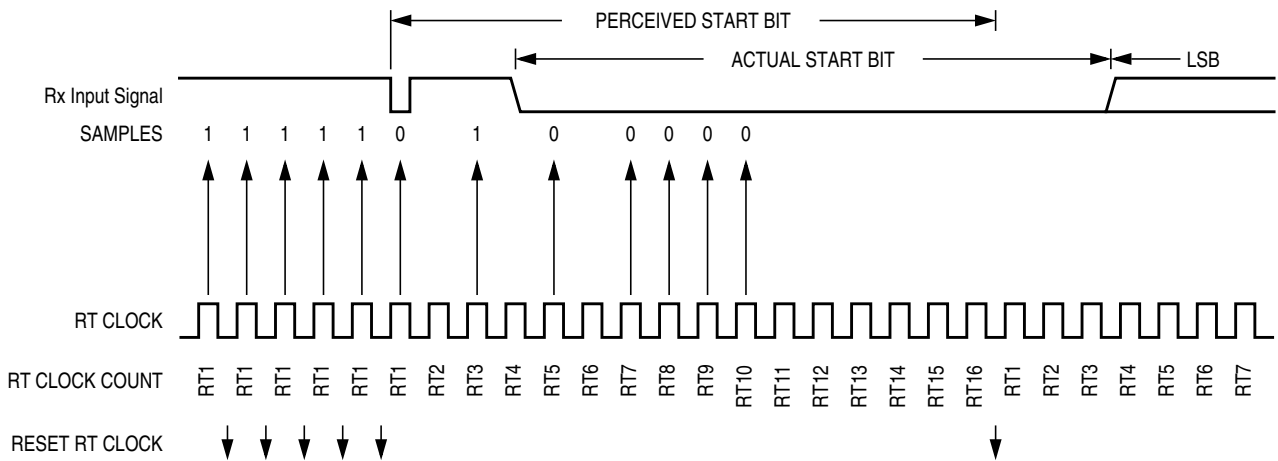 PERCEIVED START BIT
ACTUAL START BIT
LSB
Rx Input Signal
SAMPLES 1 1 1 1 1 0 1 0 0 0 0 0
RT CLOCK
RT CLOCK COUNT RT1 RT1 RT1 RT1 RT1 RT1 RT2 RT3 RT4 RT5 RT6 RT7 RT8 RT9 RT10 RT11 RT12 RT13 RT14 RT15 RT16 RT1 RT2 RT3 RT4 RT5 RT6 RT7
RESET RT CLOCK